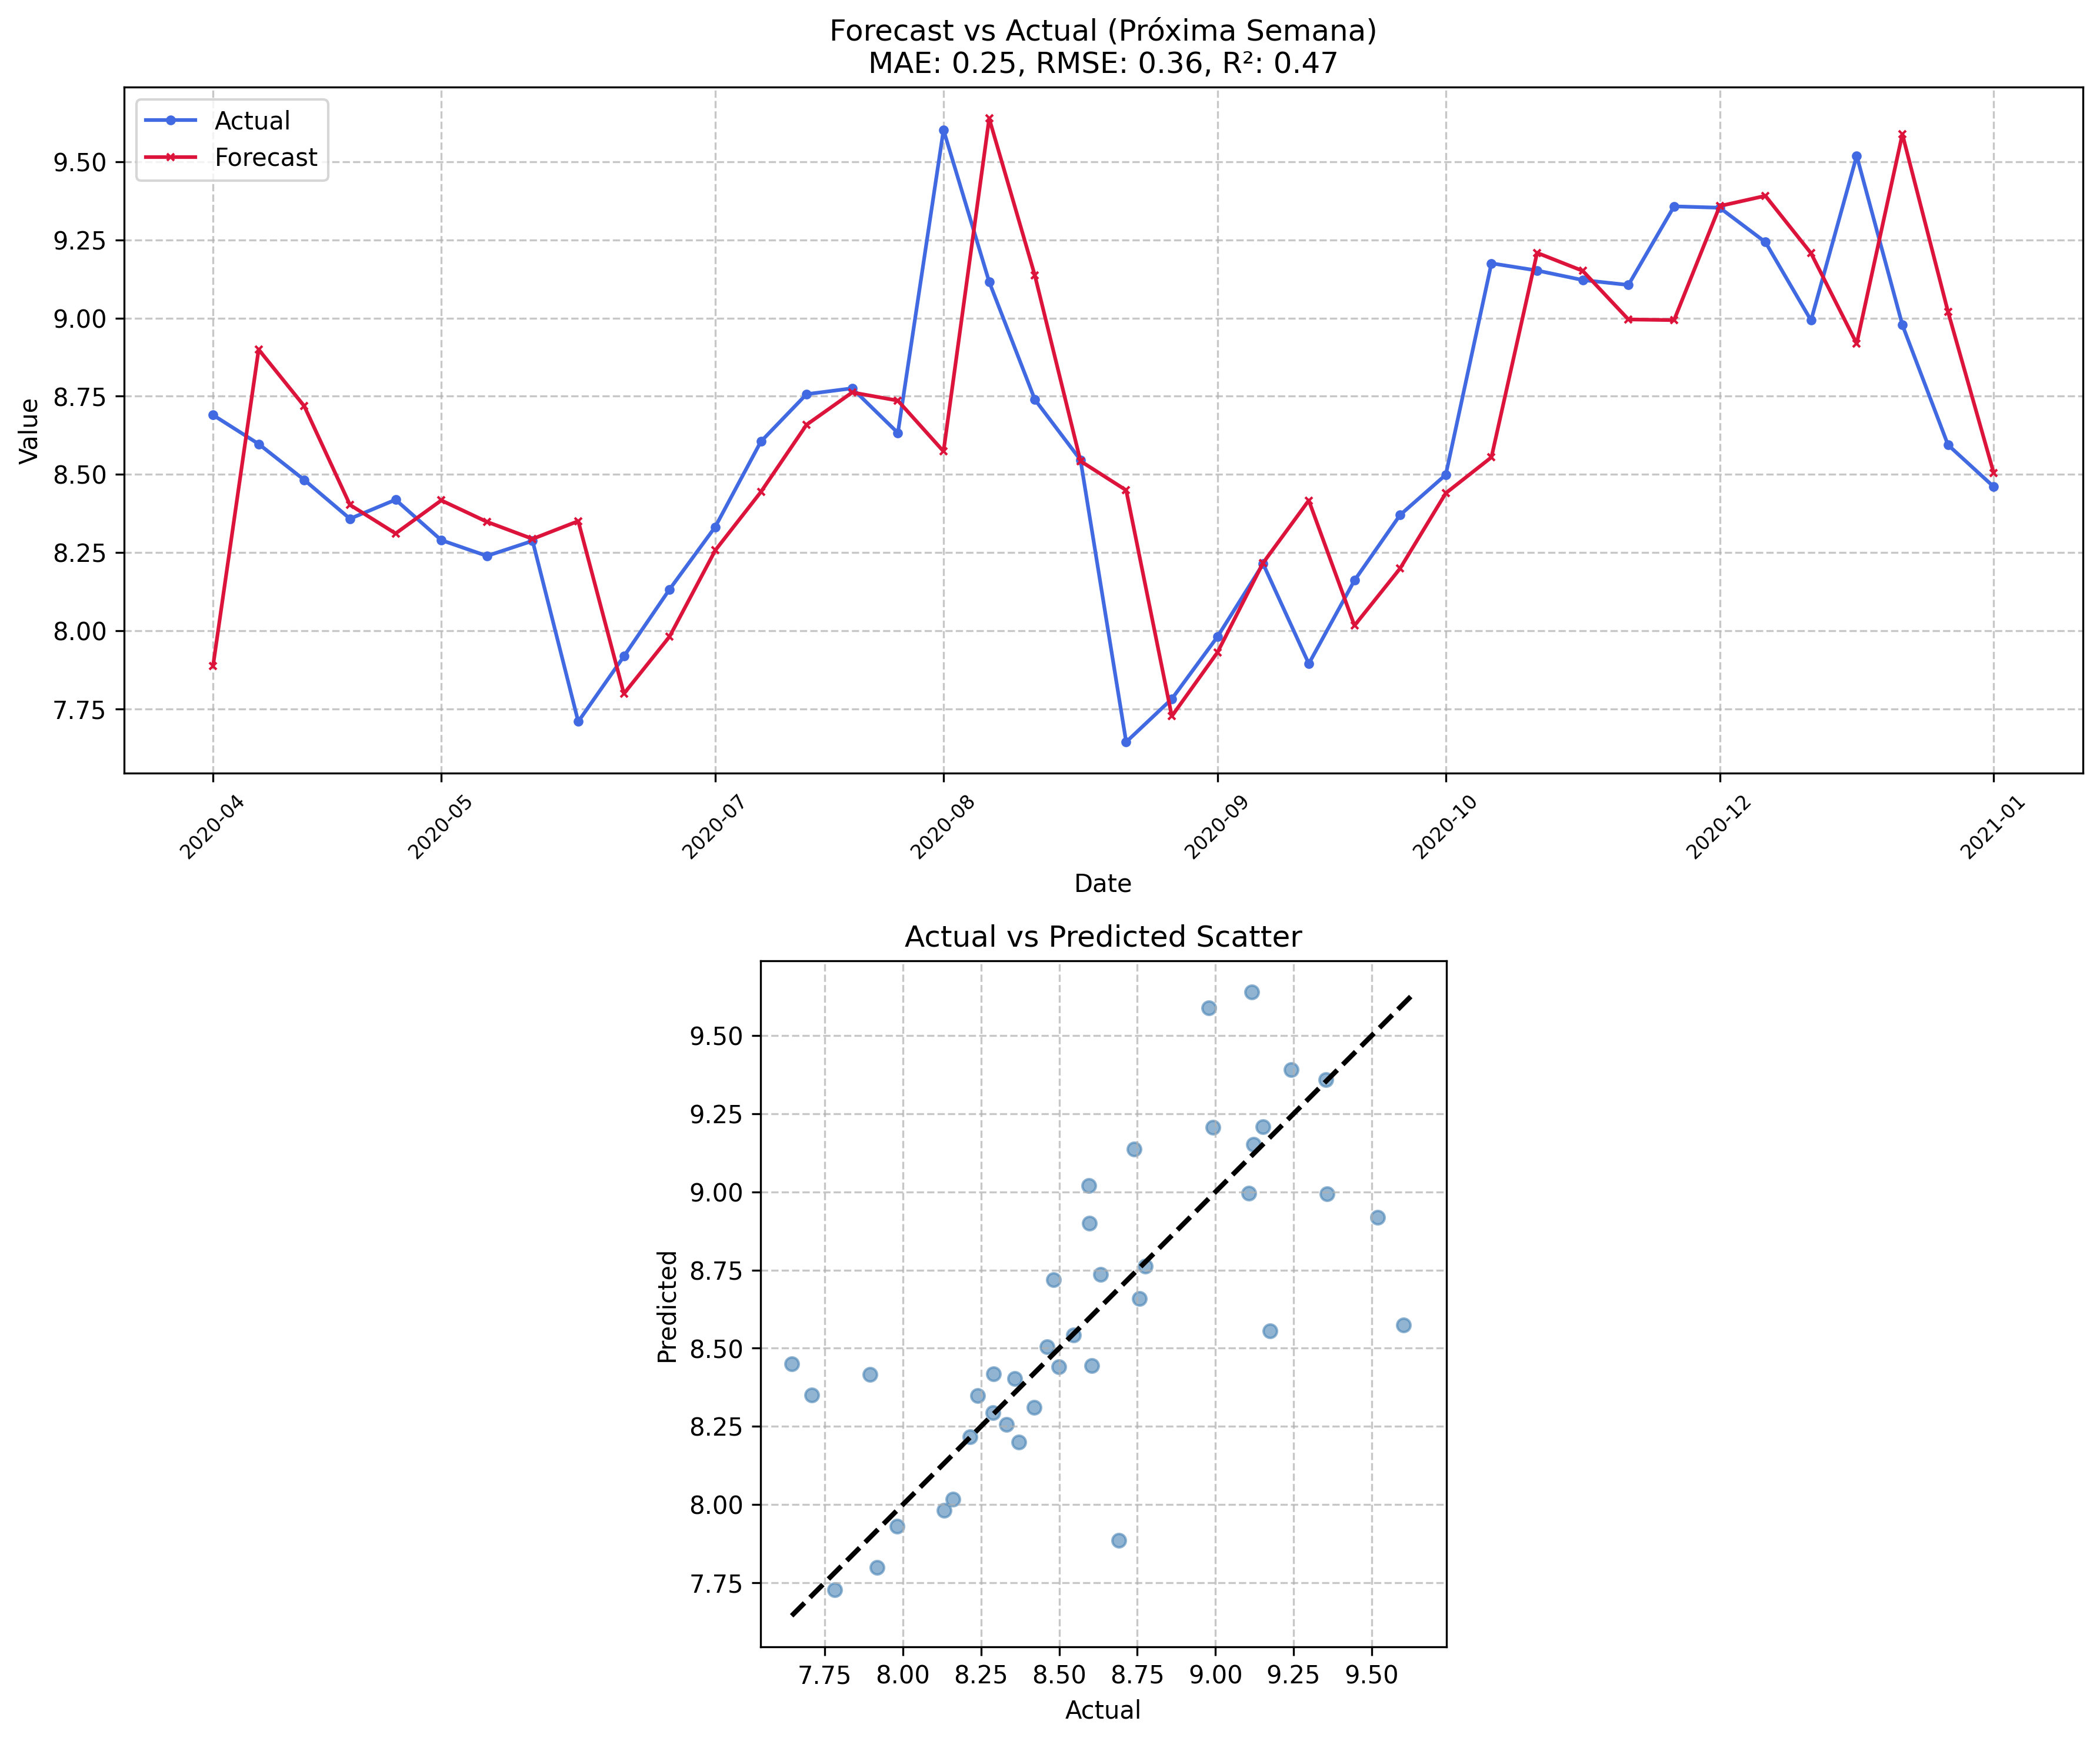 Forecast vs Actual (Próxima Semana)
MAE: 0.25, RMSE: 0.36, R²: 0.47
Actual
Forecast
Value
9.50
9.25
9.00
8.75
8.50
8.25
8.00
7.75
2020-04
2020-05
2020-07
2020-08
2020-09
2020-10
2020-12
2021-01
Date
Actual vs Predicted Scatter
Predicted
9.50
9.25
9.00
8.75
8.50
8.25
8.00
7.75
7.75 8.00 8.25 8.50 8.75 9.00 9.25 9.50
Actual